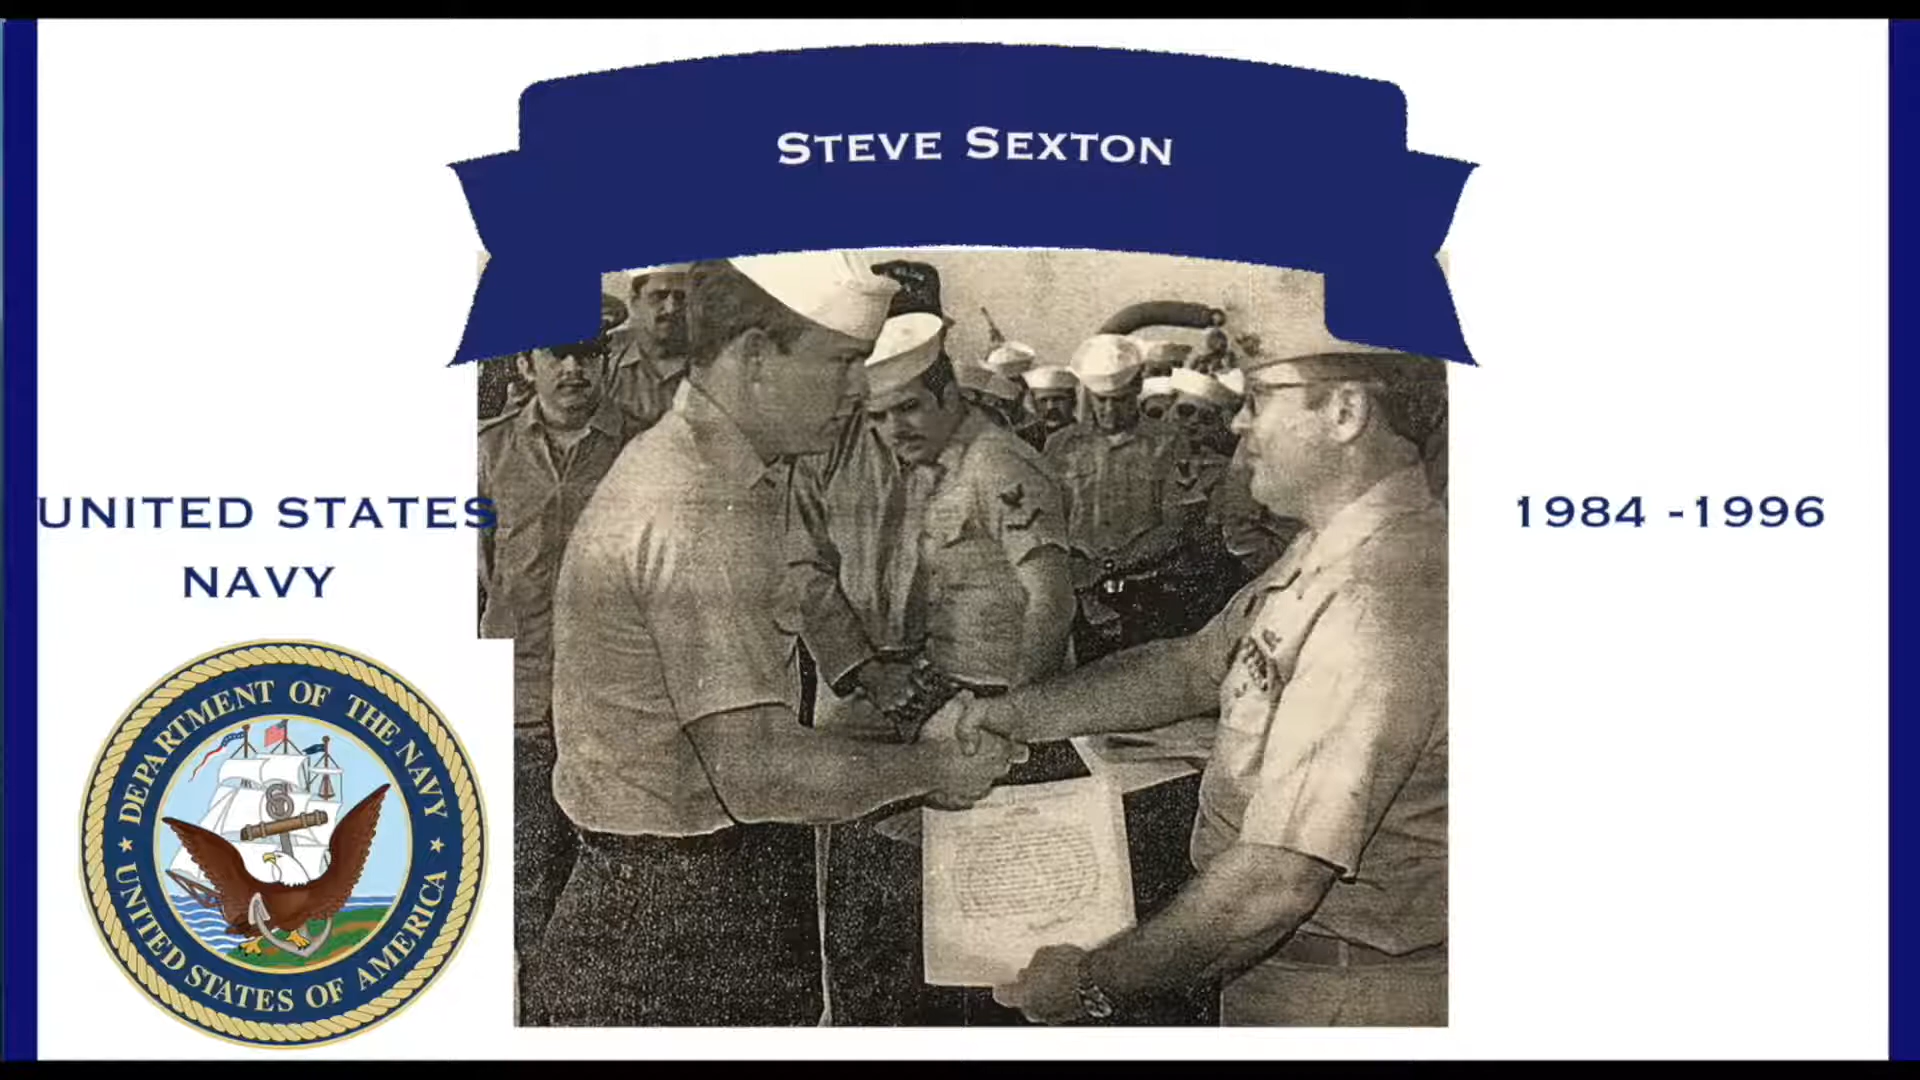 STEVE SEXTON
UNITED STATES
NAVY
1984 -1996
DEPARTMENT OF THE NAVY
UNITED STATES OF AMERICA